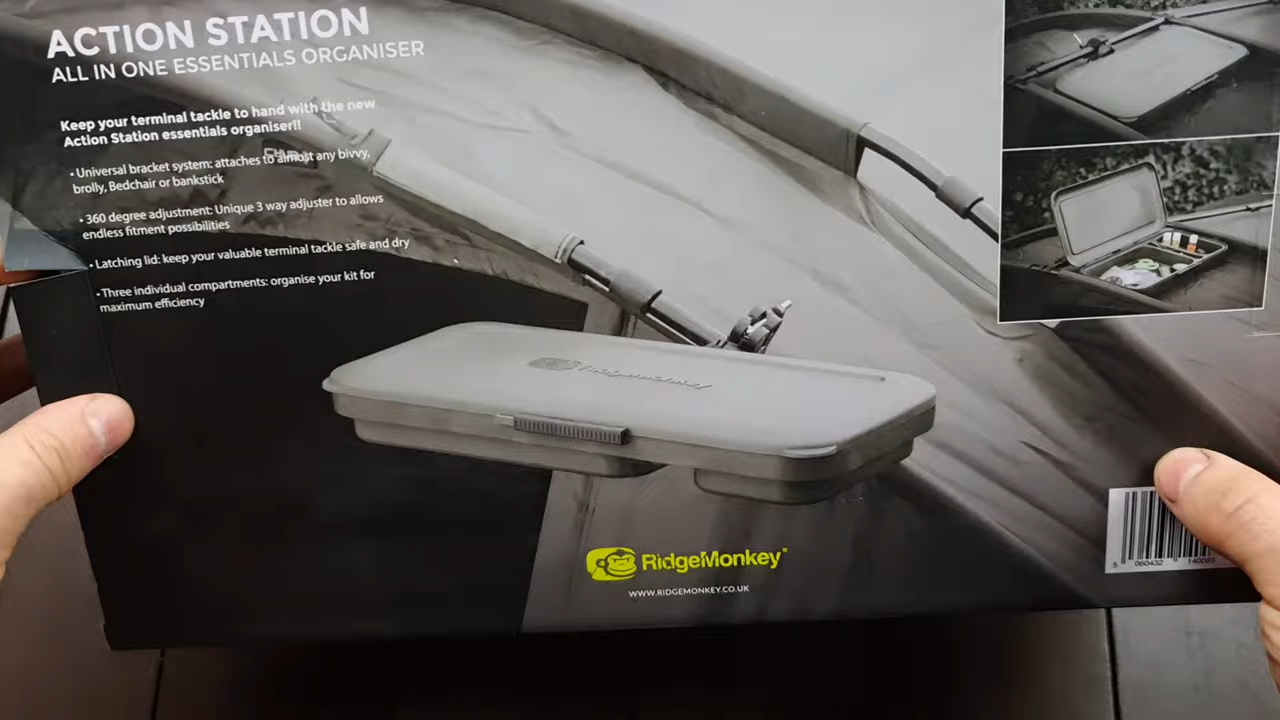 ACTION STATION
ALL IN ONE ESSENTIALS ORGANISER
Keep your terminal tackle to hand with the new
Action Station essentials organiser!!
• Universal bracket system: attaches to almost any bivvy,
brolly, Bedchair or bankstick
• 360 degree adjustment: Unique 3 way adjuster to allows
endless fitment possibilities
• Latching lid: keep your valuable terminal tackle safe and dry
• Three individual compartments: organise your kit for
maximum efficiency
RidgeMonkey
RidgeMonkey®
WWW.RIDGEMONKEY.CO.UK
5 060432 140083